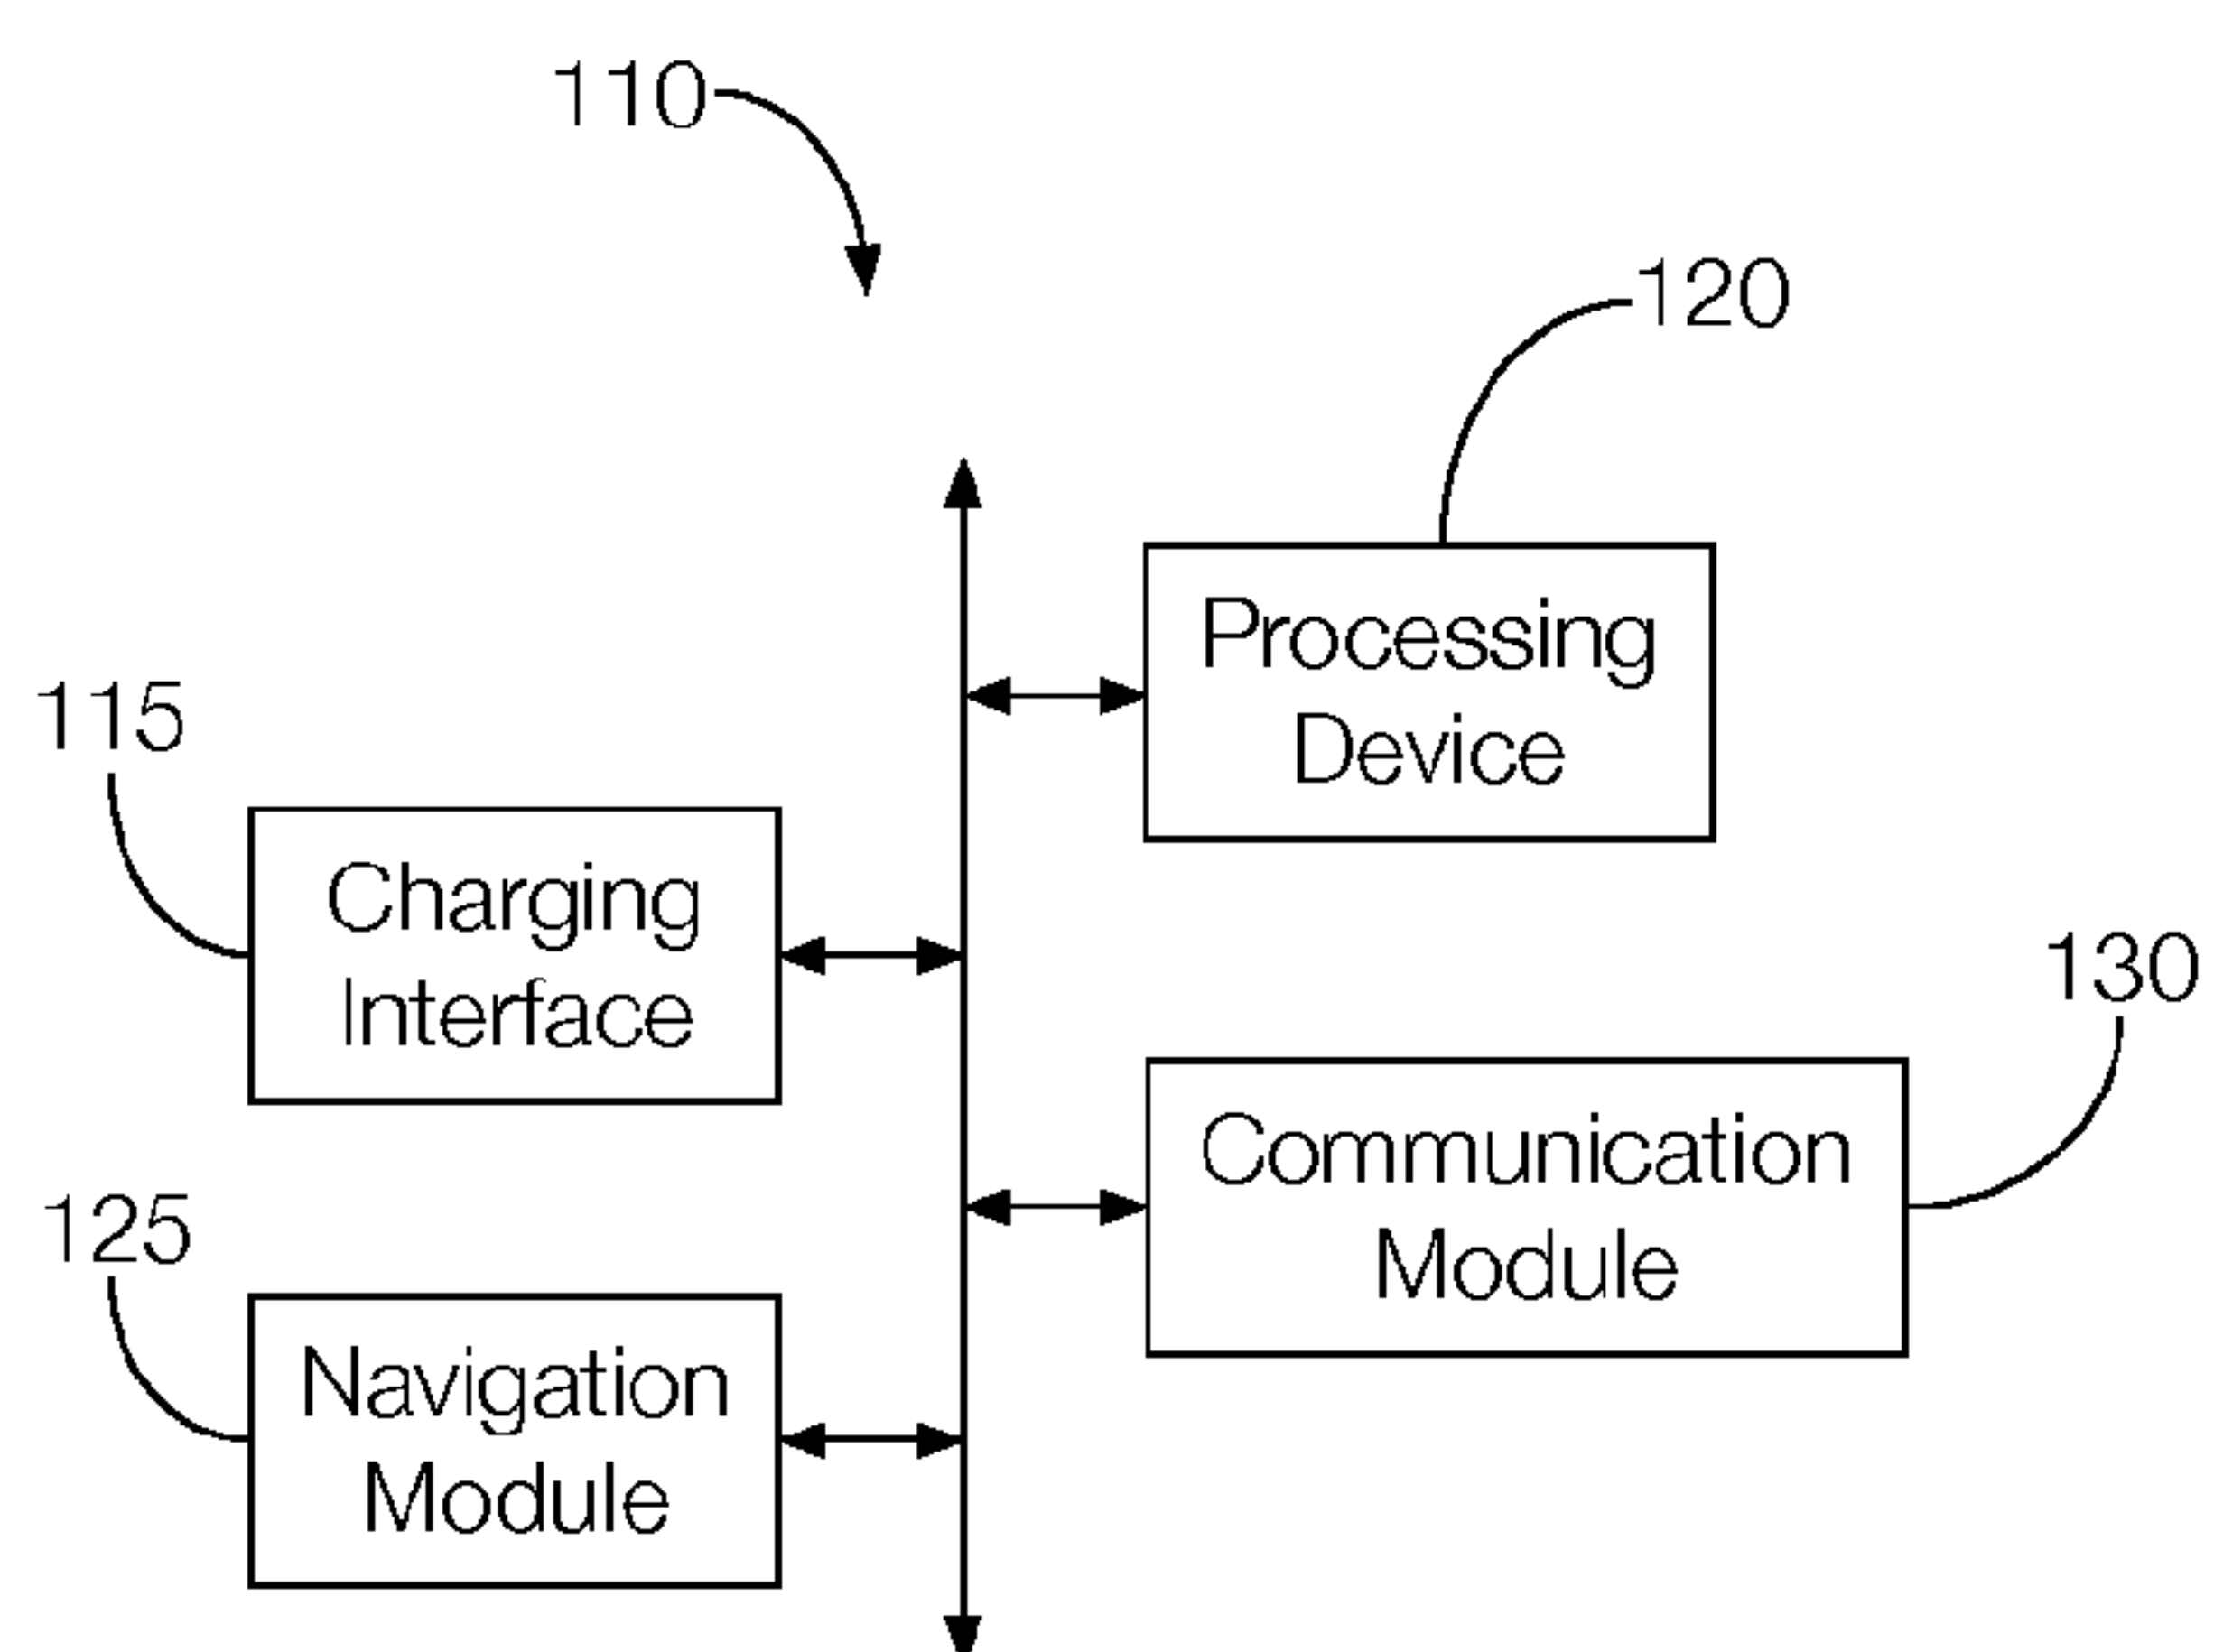 110
120
Processing
Device
115
Charging
Interface
130
Communication
Module
125
Navigation
Module